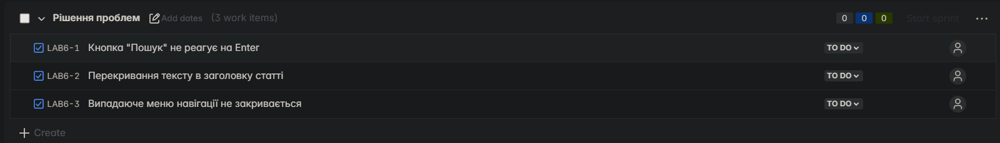 Рішення проблем Add dates (3 work items) 0 0 0 Start sprint
LAB6-1 Кнопка "Пошук" не реагує на Enter TO DO
LAB6-2 Перекривання тексту в заголовку статті TO DO
LAB6-3 Випадаюче меню навігації не закривається TO DO
Create